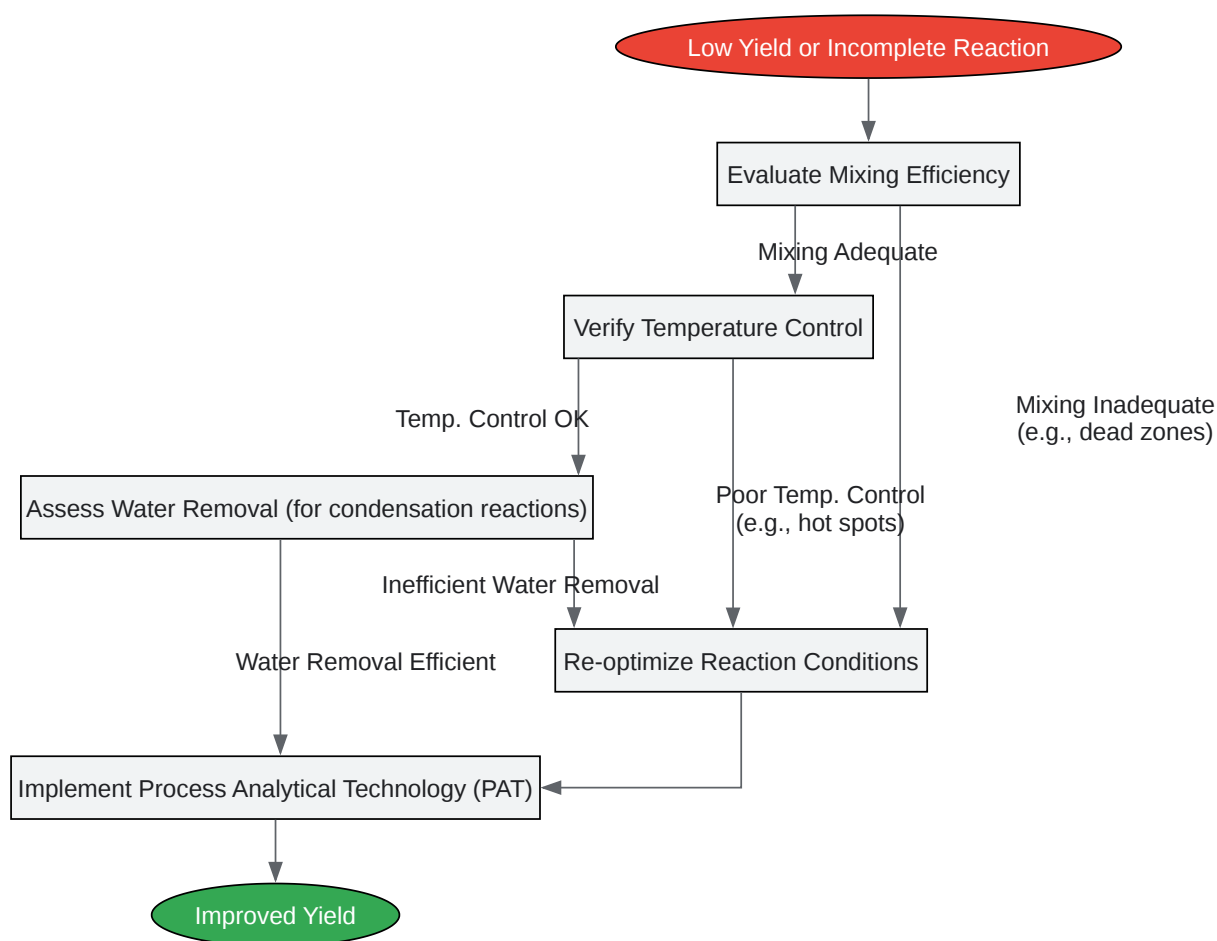 Low Yield or Incomplete Reaction
Evaluate Mixing Efficiency
Mixing Adequate
Verify Temperature Control
Mixing Inadequate
(e.g., dead zones)
Temp. Control OK
Poor Temp. Control
(e.g., hot spots)
Assess Water Removal (for condensation reactions)
Inefficient Water Removal
Water Removal Efficient
Re-optimize Reaction Conditions
Implement Process Analytical Technology (PAT)
Improved Yield